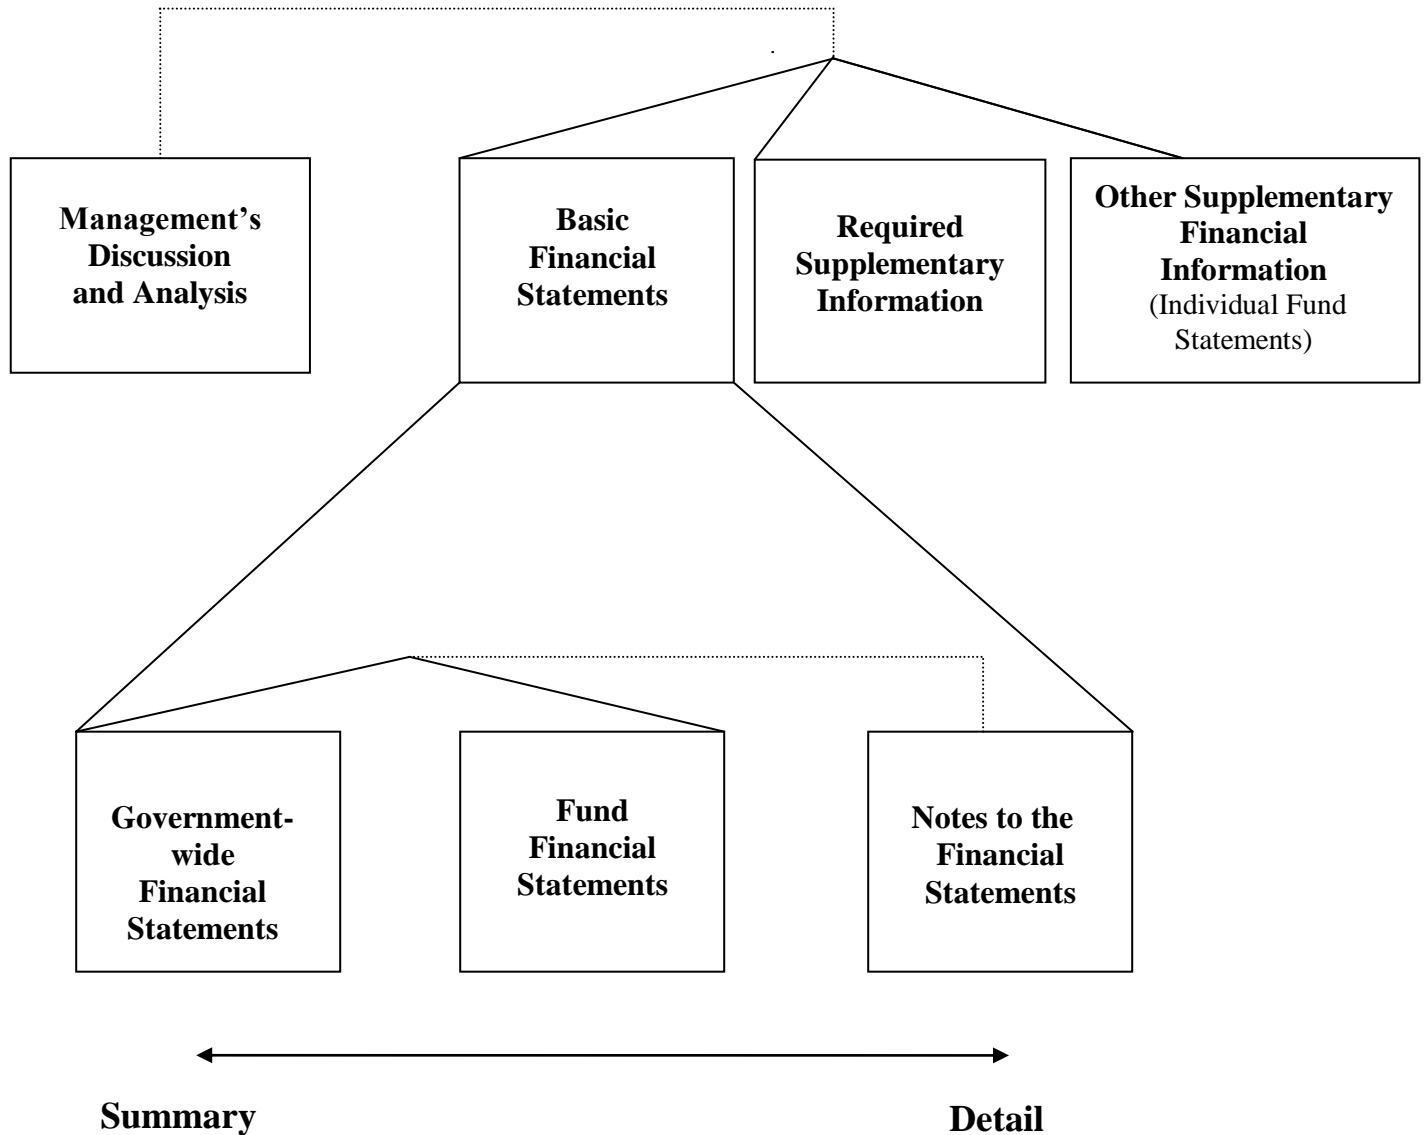 Management’s
Discussion
and Analysis
Basic
Financial
Statements
Required
Supplementary
Information
Other Supplementary
Financial
Information
(Individual Fund
Statements)
Government-
wide
Financial
Statements
Fund
Financial
Statements
Notes to the
Financial
Statements
Summary
Detail